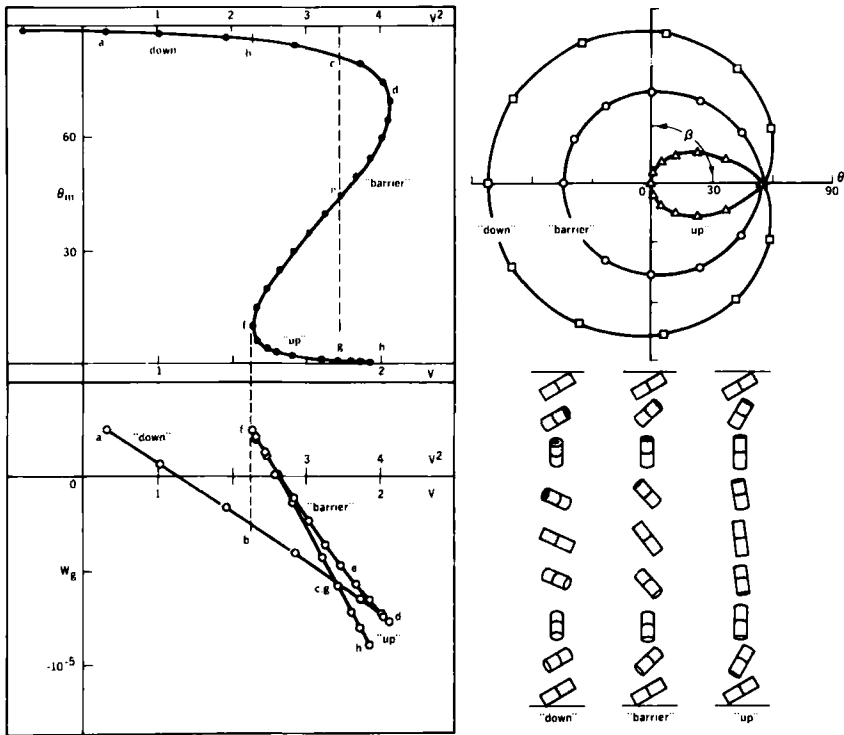 0 1 2 3 4 V²
a "down" b c
d
60
θm
e "barrier"
30
f "up" g h
1 2 V
β
0 30 90 θ
"down" "barrier" "up"
a "down" f
3 4 V²
0 1 2 V
"barrier"
b e
Wg c.g d
"up"
h
-10⁻⁵
"down" "barrier" "up"